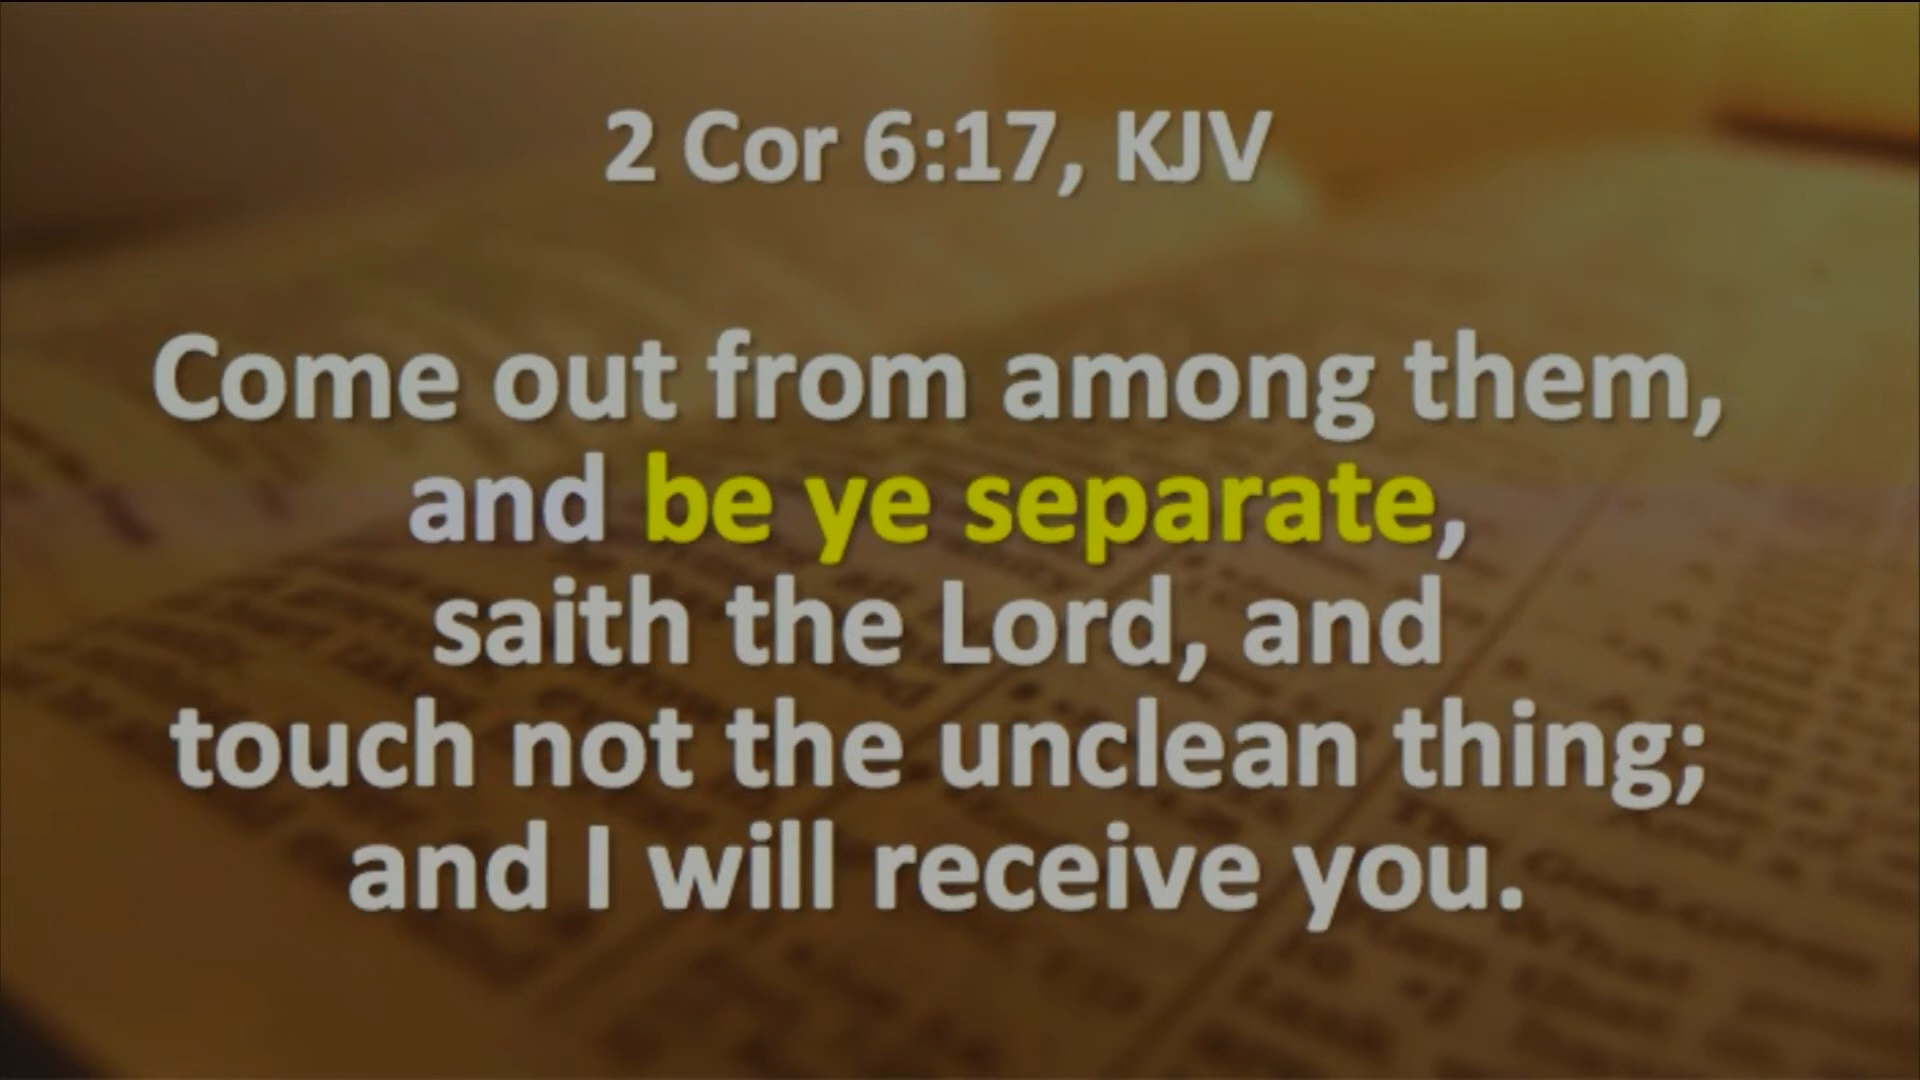 2 Cor 6:17, KJV
Come out from among them,
and be ye separate,
saith the Lord, and
touch not the unclean thing;
and I will receive you.